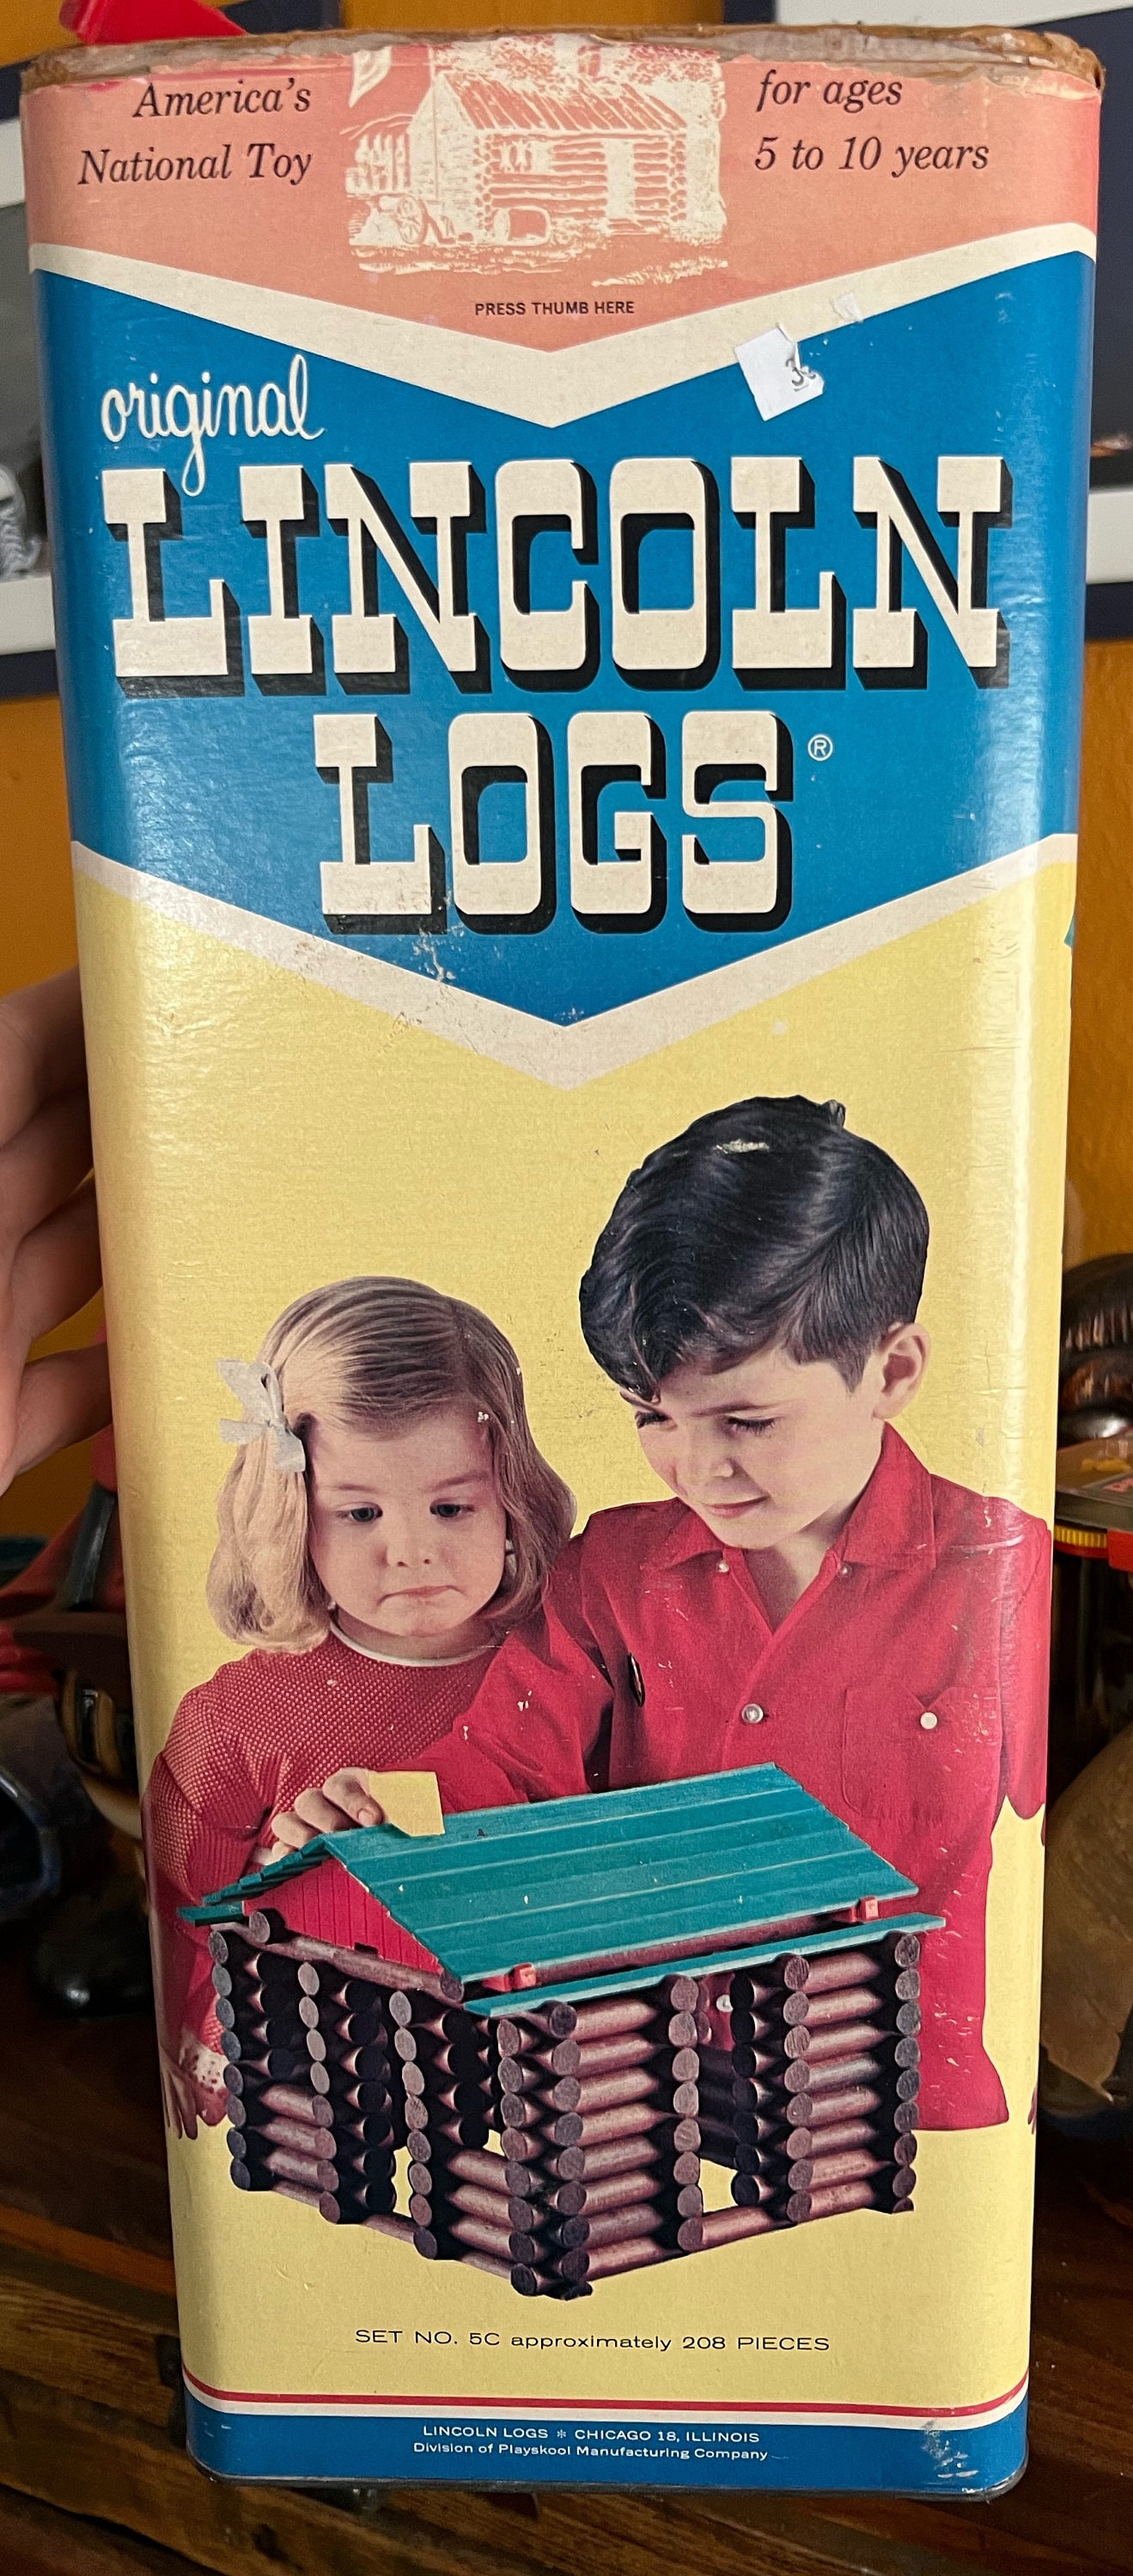 America's
National Toy
for ages
5 to 10 years
PRESS THUMB HERE
original
LINCOLN
LOGS®
SET NO. 5C approximately 208 PIECES
LINCOLN LOGS * CHICAGO 18, ILLINOIS
Division of Playskool Manufacturing Company